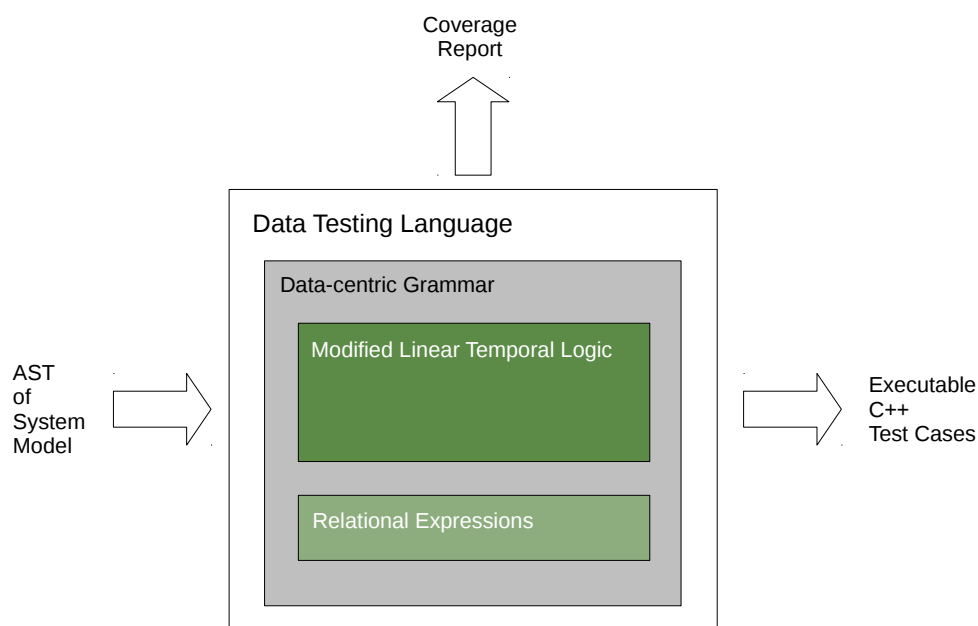 Coverage
Report
Data Testing Language
Data-centric Grammar
Modified Linear Temporal Logic
Relational Expressions
AST
of
System
Model
Executable
C++
Test Cases